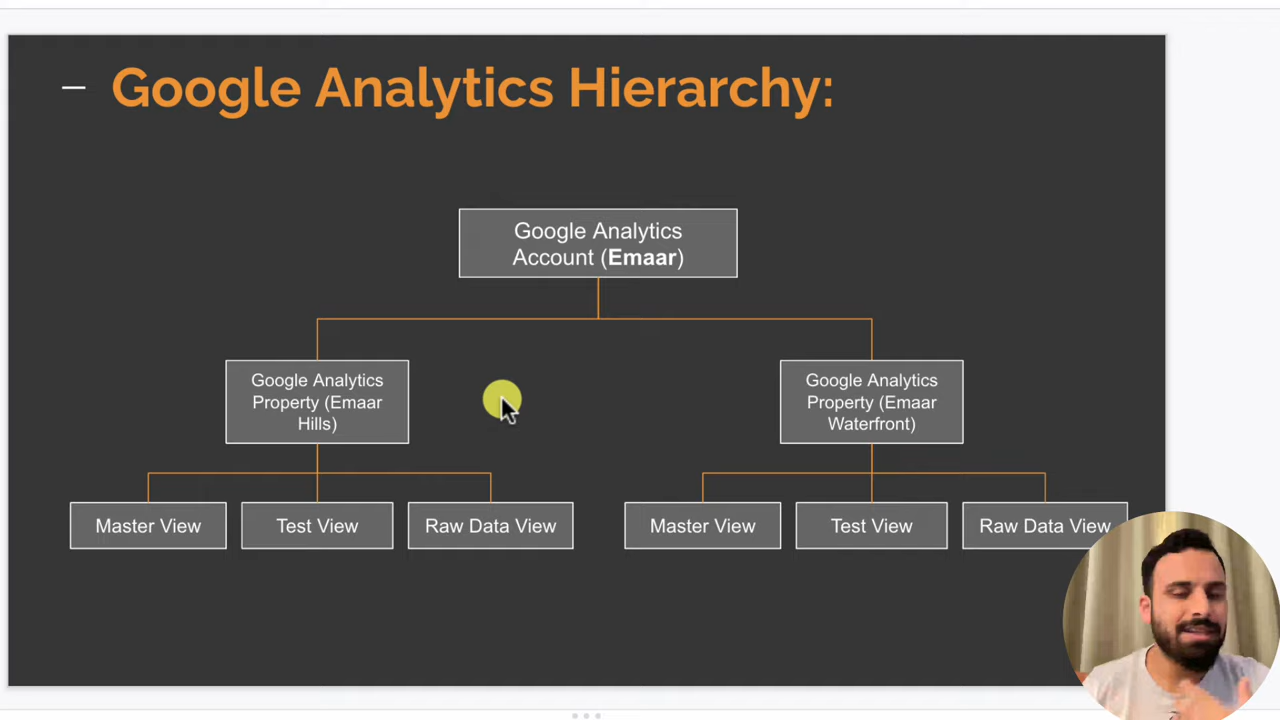 – Google Analytics Hierarchy:
Google Analytics
Account (Emaar)
Google Analytics
Property (Emaar
Hills)
Google Analytics
Property (Emaar
Waterfront)
Master View
Test View
Raw Data View
Master View
Test View
Raw Data View